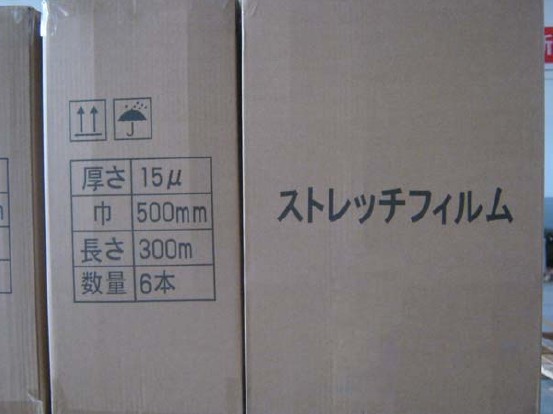 厚さ 15μ
巾 500mm
長さ 300m
数量 6本
ストレッチフィルム